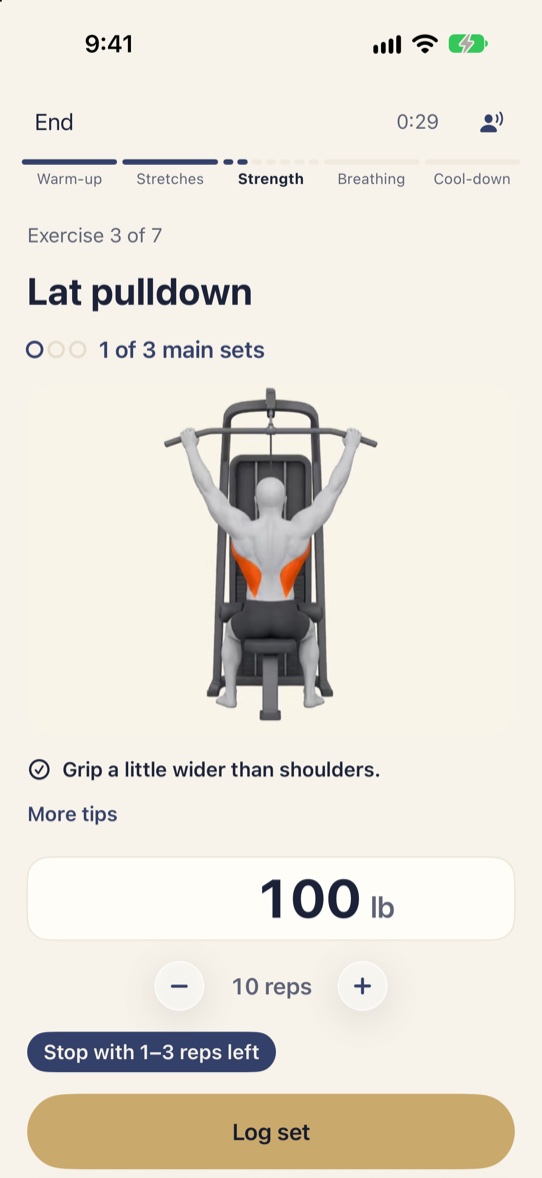 9:41
End 0:29
Warm-up Stretches Strength Breathing Cool-down
Exercise 3 of 7
Lat pulldown
1 of 3 main sets
Grip a little wider than shoulders.
More tips
100 lb
− 10 reps +
Stop with 1–3 reps left
Log set